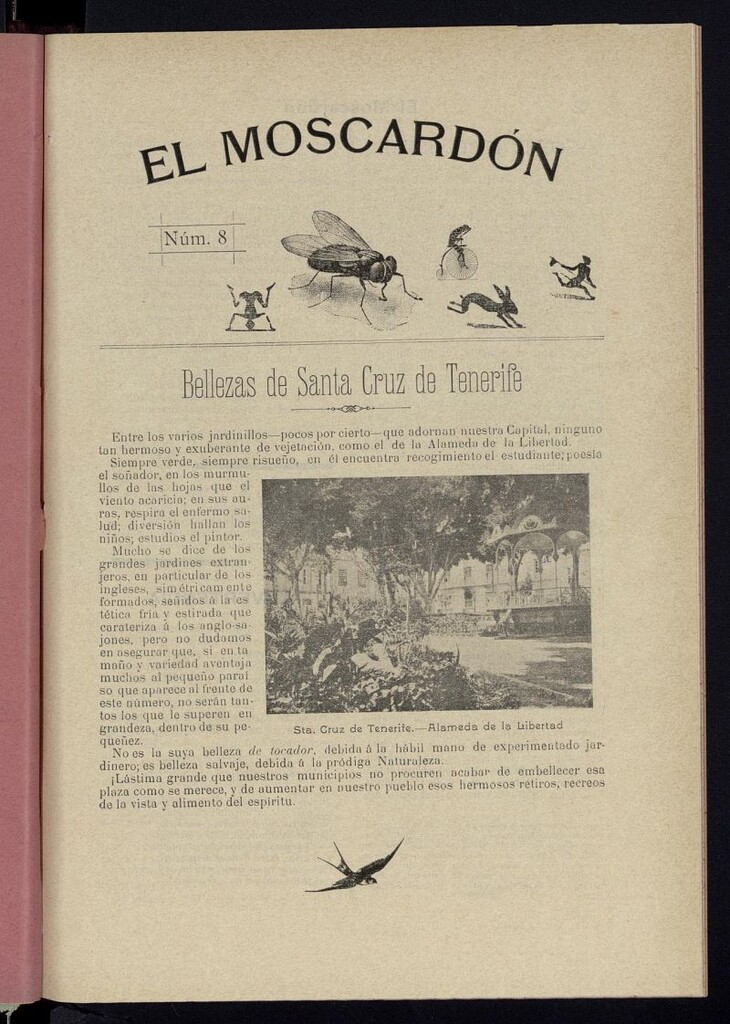 EL MOSCARDÓN
Núm. 8
Bellezas de Santa Cruz de Tenerife
Entre los varios jardinillos—pocos por cierto—que adornan nuestra Capital, ninguno
tan hermoso y exuberante de vejetación, como el de la Alameda de la Libertad.
Siempre verde, siempre risueño, en él encuentra recogimiento el estudiante; poesía
el soñador, en los murmu-
llos de las hojas que el
viento acaricia; en sus au-
ras, respira el enfermo sa-
lud; diversión hallan los
niños; estudios el pintor.
Mucho se dice de los
grandes jardines extran-
jeros, en particular de los
ingleses, simétricamente
formados, señidos á la es
tética fria y estirada que
carateriza á los anglo-sa-
jones, pero no dudamos
en asegurar que, si en ta
maño y variedad aventaja
muchos al pequeño paraí
so que aparece al frente de
este número, no serán tan-
tos los que le superen en
grandeza, dentro de su pe-
queñez.
Sta. Cruz de Tenerife.—Alameda de la Libertad
No es la suya belleza de tocador, debida á la hábil mano de experimentado jar-
dinero; es belleza salvaje, debida á la pródiga Naturaleza.
¡Lástima grande que nuestros municipios no procuren acabar de embellecer esa
plaza como se merece, y de aumentar en nuestro pueblo esos hermosos retiros, recreos
de la vista y alimento del espíritu.